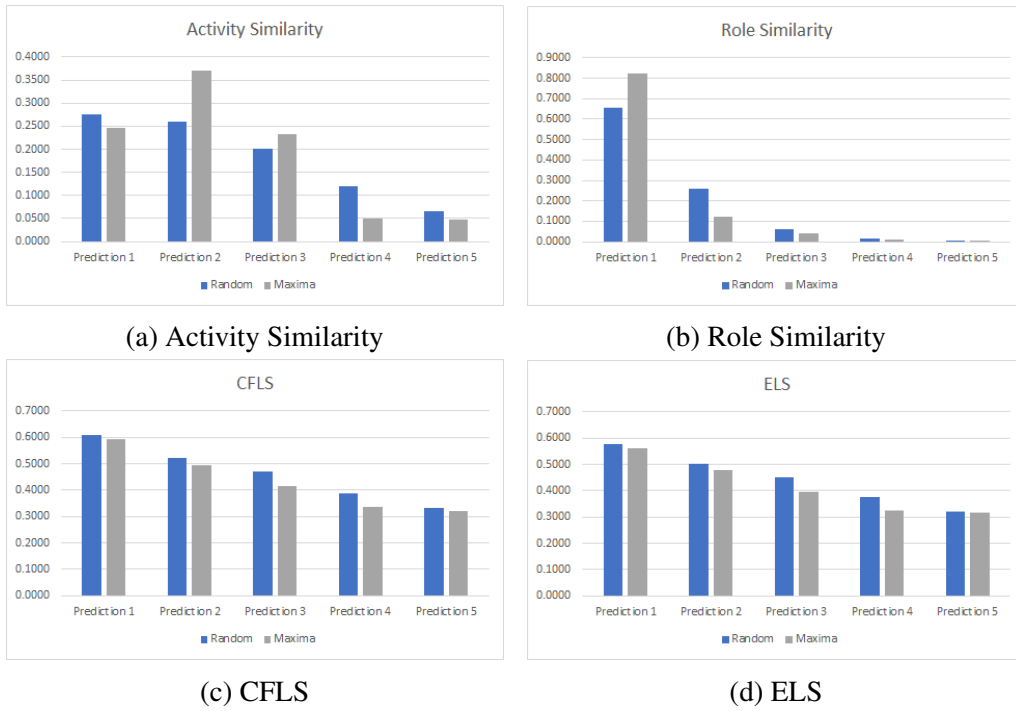 Activity Similarity
0.4000
0.3500
0.3000
0.2500
0.2000
0.1500
0.1000
0.0500
0.0000
Prediction 1 Prediction 2 Prediction 3 Prediction 4 Prediction 5
Random Maxima
(a) Activity Similarity
Role Similarity
0.9000
0.8000
0.7000
0.6000
0.5000
0.4000
0.3000
0.2000
0.1000
0.0000
Prediction 1 Prediction 2 Prediction 3 Prediction 4 Prediction 5
Random Maxima
(b) Role Similarity
CFLS
0.7000
0.6000
0.5000
0.4000
0.3000
0.2000
0.1000
0.0000
Prediction 1 Prediction 2 Prediction 3 Prediction 4 Prediction 5
Random Maxima
(c) CFLS
ELS
0.7000
0.6000
0.5000
0.4000
0.3000
0.2000
0.1000
0.0000
Prediction 1 Prediction 2 Prediction 3 Prediction 4 Prediction 5
Random Maxima
(d) ELS